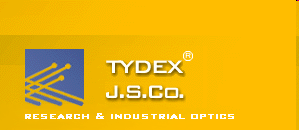 TYDEX®
J.S.Co.
RESEARCH & INDUSTRIAL OPTICS